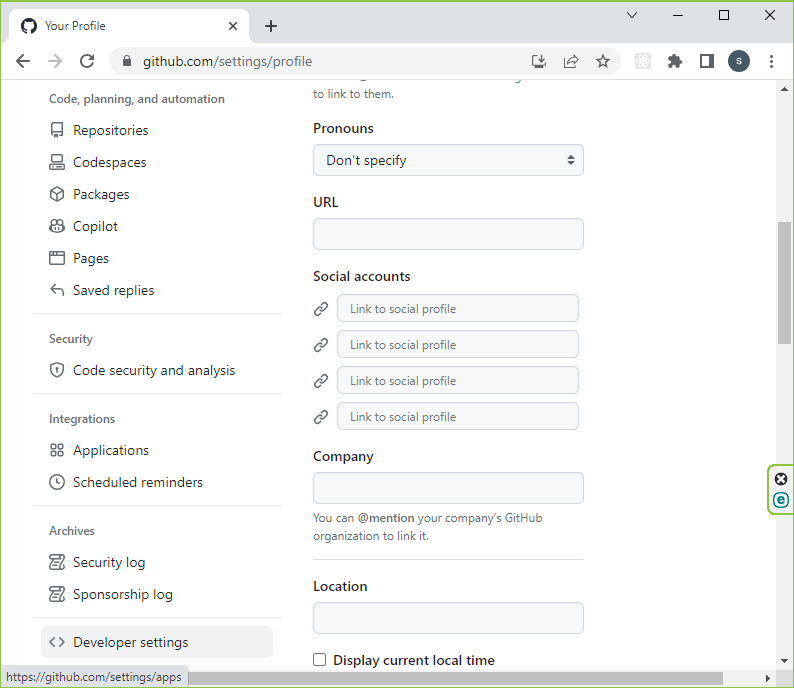 Your Profile
github.com/settings/profile
S
Code, planning, and automation
Repositories
Codespaces
Packages
Copilot
Pages
Saved replies
Security
Code security and analysis
Integrations
Applications
Scheduled reminders
Archives
Security log
Sponsorship log
Developer settings
https://github.com/settings/apps
to link to them.
Pronouns
Don't specify
URL
Social accounts
Link to social profile
Link to social profile
Link to social profile
Link to social profile
Company
You can @mention your company's GitHub
organization to link it.
Location
Display current local time
e